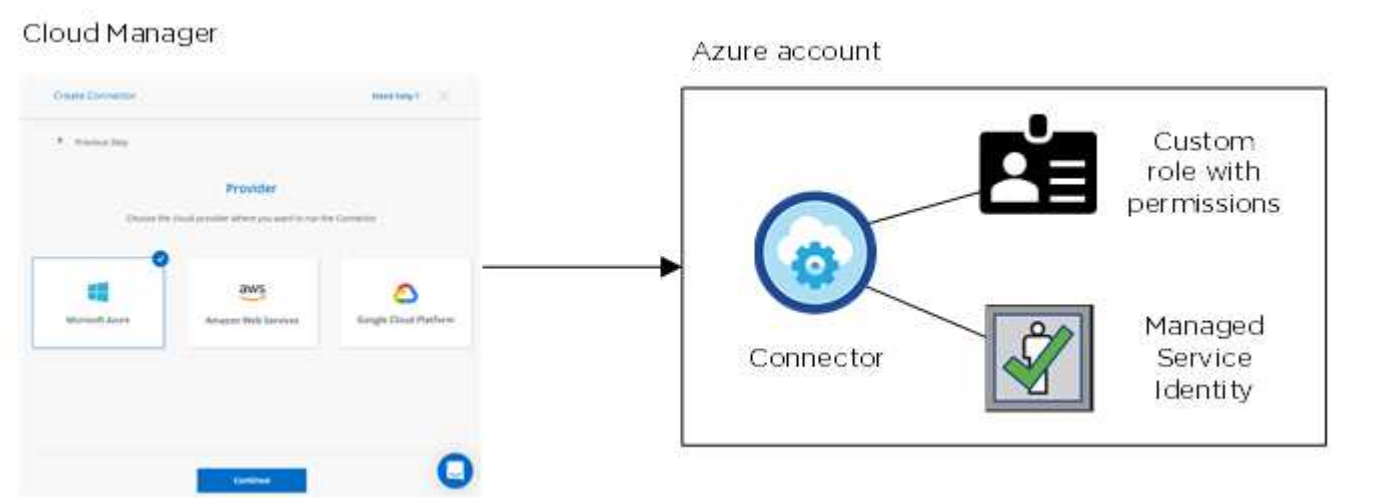 Cloud Manager
Azure account
Create Connector
Need help?
Previous Step
Provider
Choose the cloud provider where you want to run the Connector
Microsoft Azure
aws
Amazon Web Services
Google Cloud Platform
Continue
Custom
role with
permissions
Connector
Managed
Service
Identity